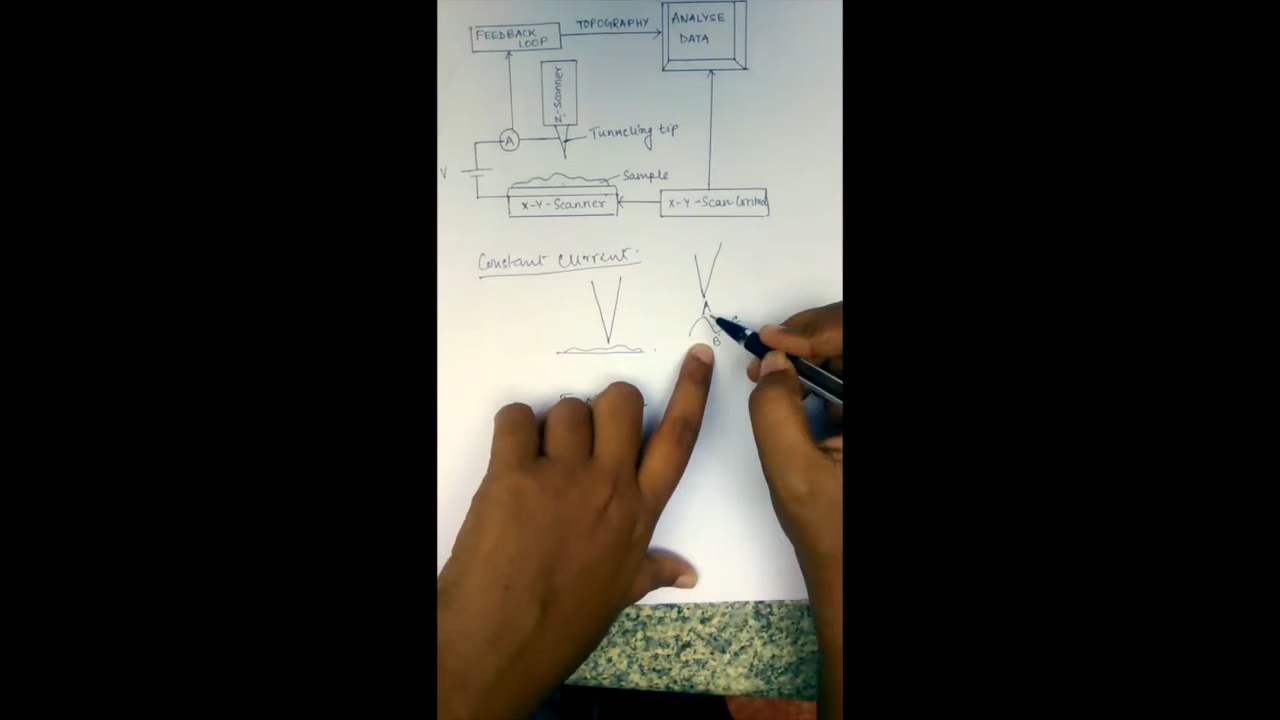 FEEDBACK
LOOP
TOPOGRAPHY
ANALYSE
DATA
Z-Scanner
A
Tunneling tip
V
Sample
X-Y-Scanner
X-Y-Scan Control
Constant Current
A
B